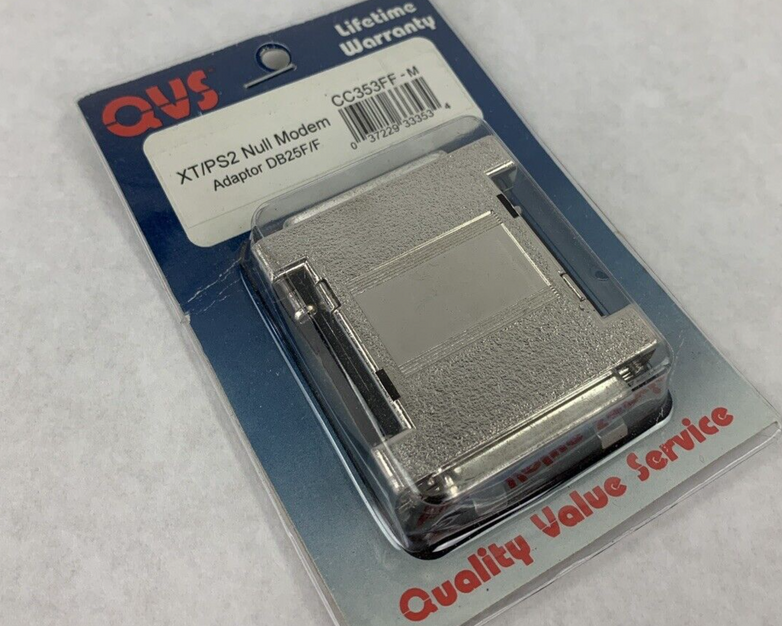 QVS
Lifetime
Warranty
XT/PS2 Null Modem
Adaptor DB25F/F
CC353FF-M
0 37229 33353 4
Quality Value Service